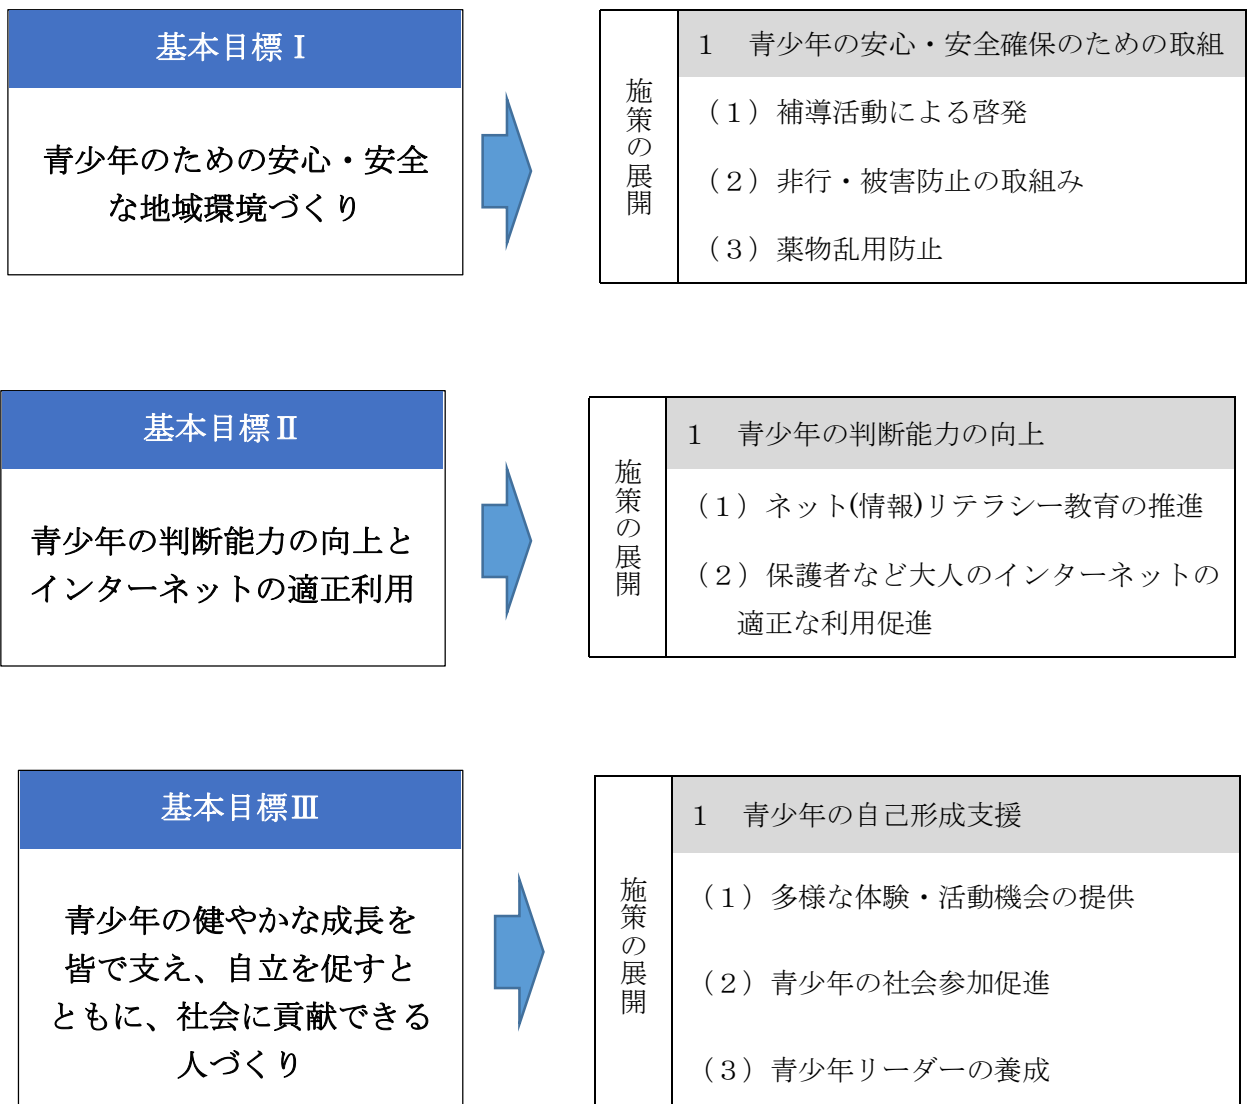 基本目標Ⅰ
青少年のための安心・安全
な地域環境づくり
施策の展開
１　青少年の安心・安全確保のための取組
（１）補導活動による啓発
（２）非行・被害防止の取組み
（３）薬物乱用防止
基本目標Ⅱ
青少年の判断能力の向上と
インターネットの適正利用
施策の展開
１　青少年の判断能力の向上
（１）ネット(情報)リテラシー教育の推進
（２）保護者など大人のインターネットの
適正な利用促進
基本目標Ⅲ
青少年の健やかな成長を
皆で支え、自立を促すと
ともに、社会に貢献できる
人づくり
施策の展開
１　青少年の自己形成支援
（１）多様な体験・活動機会の提供
（２）青少年の社会参加促進
（３）青少年リーダーの養成